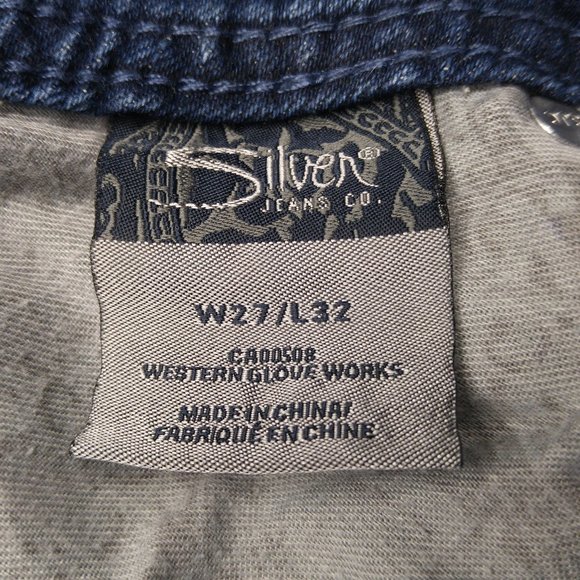 Silver®
JEANS CO.
W27/L32
CA00508
WESTERN GLOVE WORKS
MADE IN CHINA/
FABRIQUÉ EN CHINE